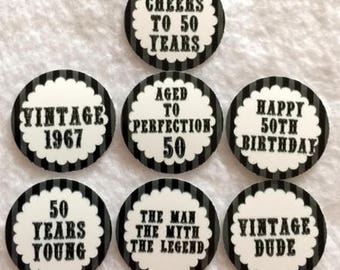 CHEERS
TO 50
YEARS
VINTAGE
1967
AGED
TO
PERFECTION
50
HAPPY
50TH
BIRTHDAY
50
YEARS
YOUNG
THE MAN
THE MYTH
THE LEGEND
VINTAGE
DUDE